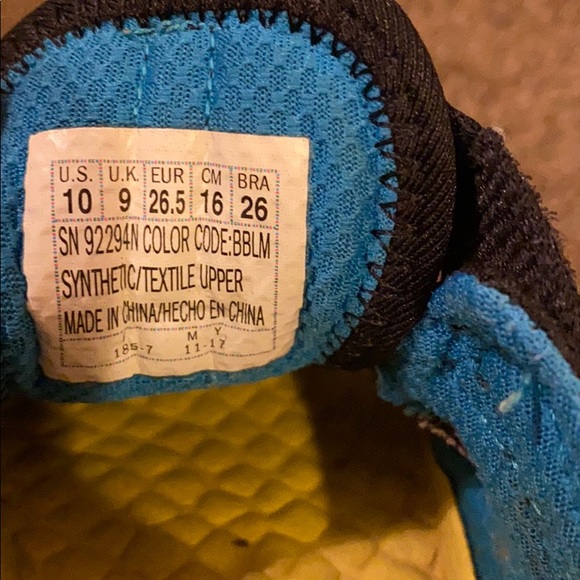 U.S. U.K. EUR CM BRA
10 9 26.5 16 26
SN 92294N COLOR CODE:BBLM
SYNTHETIC/TEXTILE UPPER
MADE IN CHINA/HECHO EN CHINA
M Y
185-7 11-17